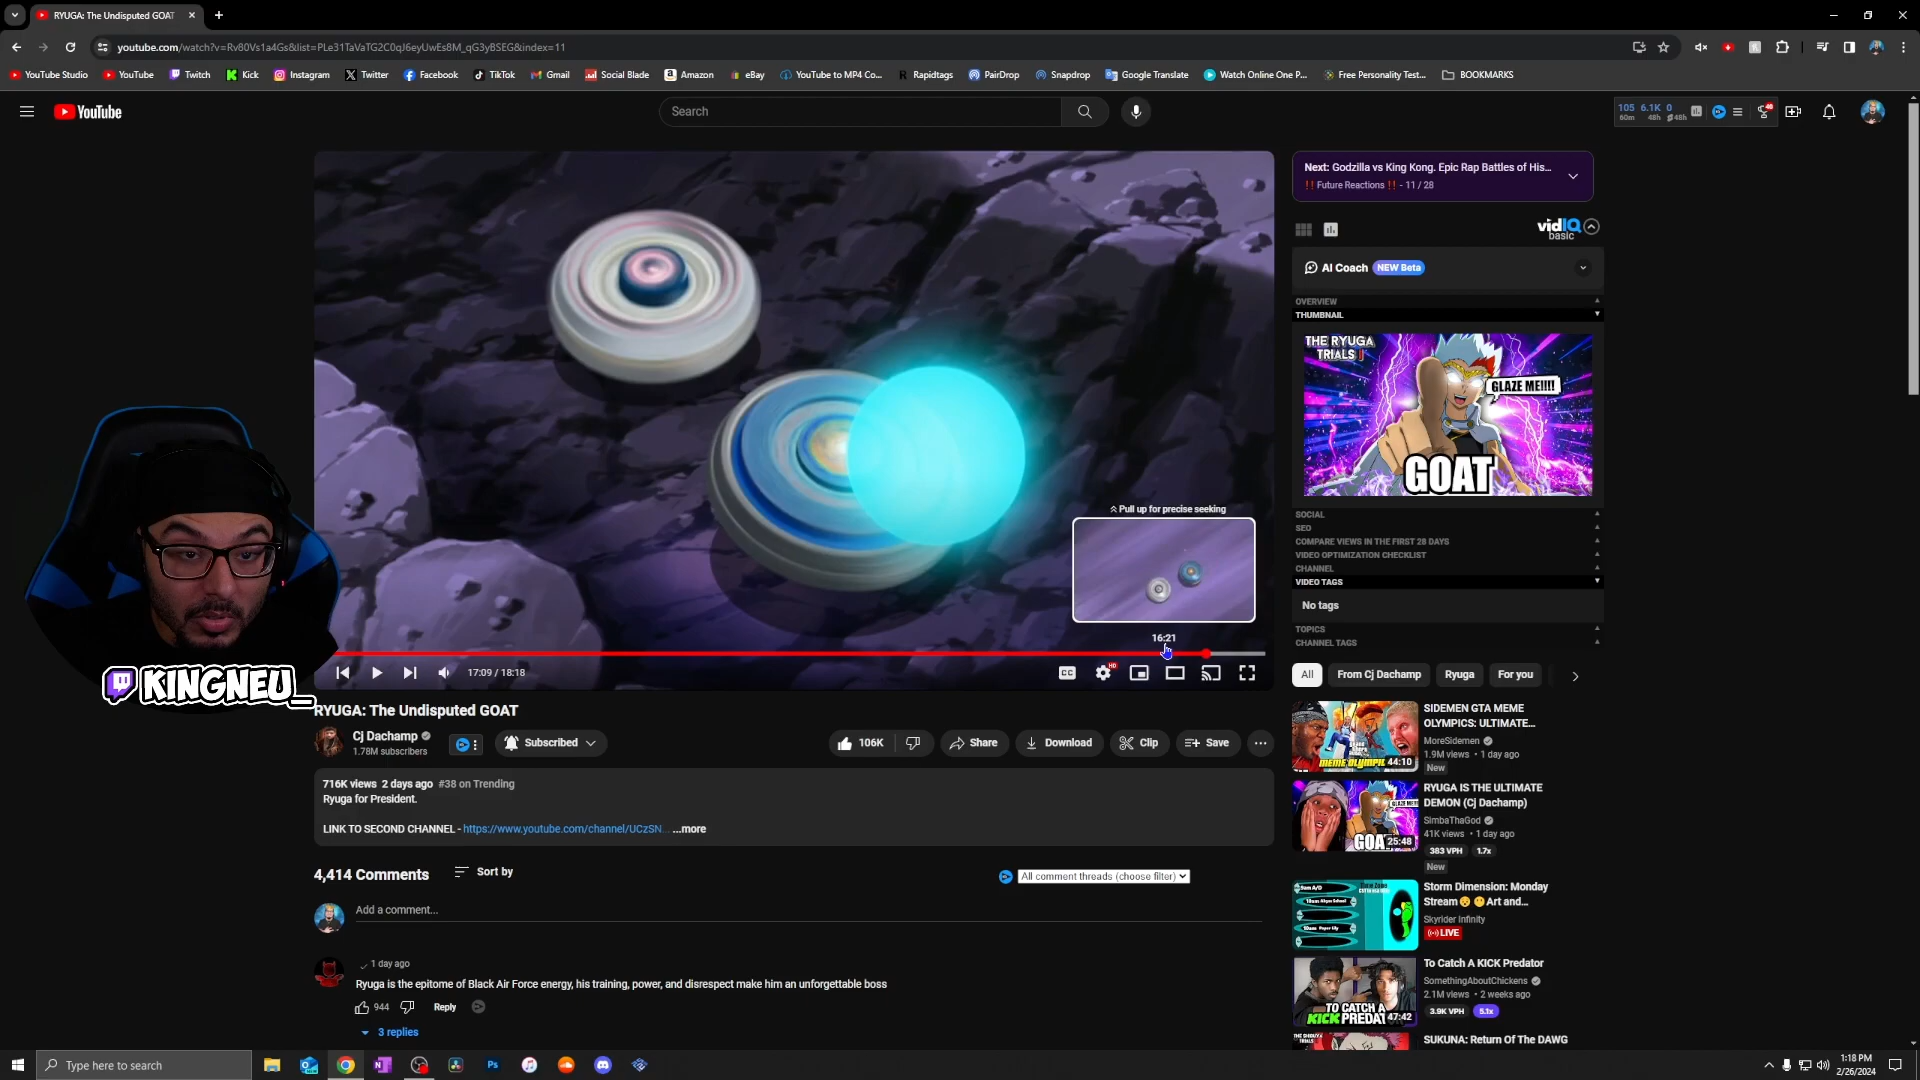 RYUGA: The Undisputed GOAT
youtube.com/watch?v=Rv80Vs1a4Gs&list=PLe31TaVaTG2C0qJ6eyUwEs8M_qG3yBSEG&index=11
YouTube Studio YouTube Twitch Kick Instagram Twitter Facebook TikTok Gmail Social Blade Amazon eBay YouTube to MP4 Co... Rapidtags PairDrop Snapdrop Google Translate Watch Online One P... Free Personality Test... BOOKMARKS
YouTube
Search
105 6.1K 0
60m 48h 48h
Next: Godzilla vs King Kong. Epic Rap Battles of His...
‼ Future Reactions ‼ - 11 / 28
vidIQ
basic
AI Coach NEW Beta
OVERVIEW
THUMBNAIL
THE RYUGA
TRIALS
GLAZE ME!!!!
GOAT
SOCIAL
SEO
COMPARE VIEWS IN THE FIRST 28 DAYS
VIDEO OPTIMIZATION CHECKLIST
CHANNEL
VIDEO TAGS
No tags
TOPICS
CHANNEL TAGS
Pull up for precise seeking
16:21
17:09 / 18:18
CC
HD
KINGNEU_
RYUGA: The Undisputed GOAT
Cj Dachamp
1.78M subscribers
Subscribed
106K
Share
Download
Clip
Save
716K views 2 days ago #38 on Trending
Ryuga for President.
LINK TO SECOND CHANNEL - https://www.youtube.com/channel/UCzSN... ...more
4,414 Comments
Sort by
All comment threads (choose filter)
Add a comment...
1 day ago
Ryuga is the epitome of Black Air Force energy, his training, power, and disrespect make him an unforgettable boss
944 Reply
3 replies
All From Cj Dachamp Ryuga For you
MEME OLYMPIC
44:10
SIDEMEN GTA MEME
OLYMPICS: ULTIMATE...
MoreSidemen
1.9M views • 1 day ago
New
GOA
25:48
RYUGA IS THE ULTIMATE
DEMON (Cj Dachamp)
SimbaThaGod
41K views • 1 day ago
383 VPH 1.7x
New
Storm Dimension: Monday
Stream😮 😶Art and...
Skyrider Infinity
LIVE
TO CATCH A
KICK PREDAT
47:42
To Catch A KICK Predator
SomethingAboutChickens
2.1M views • 2 weeks ago
3.9K VPH 5.1x
SUKUNA: Return Of The DAWG
Type here to search
1:18 PM
2/26/2024